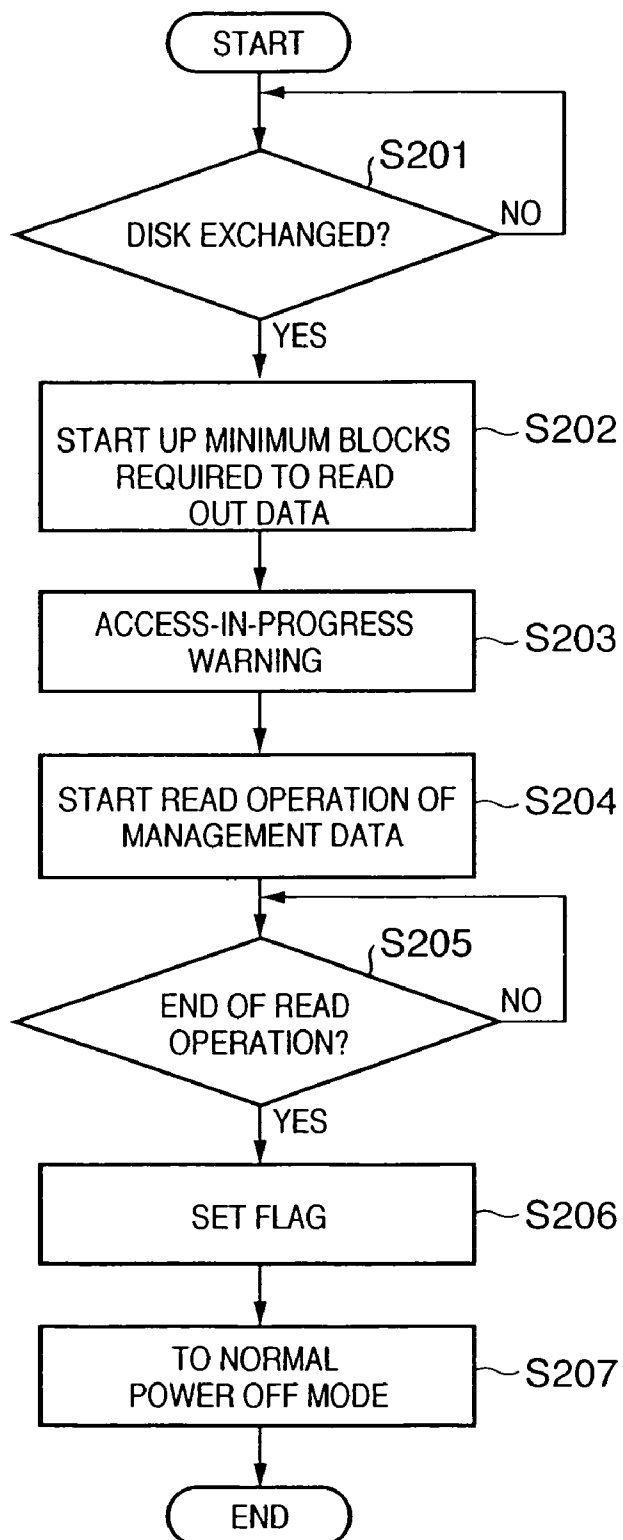 START
S201
DISK EXCHANGED?
NO
YES
START UP MINIMUM BLOCKS
REQUIRED TO READ
OUT DATA
S202
ACCESS-IN-PROGRESS
WARNING
S203
START READ OPERATION OF
MANAGEMENT DATA
S204
S205
END OF READ
OPERATION?
NO
YES
SET FLAG
S206
TO NORMAL
POWER OFF MODE
S207
END